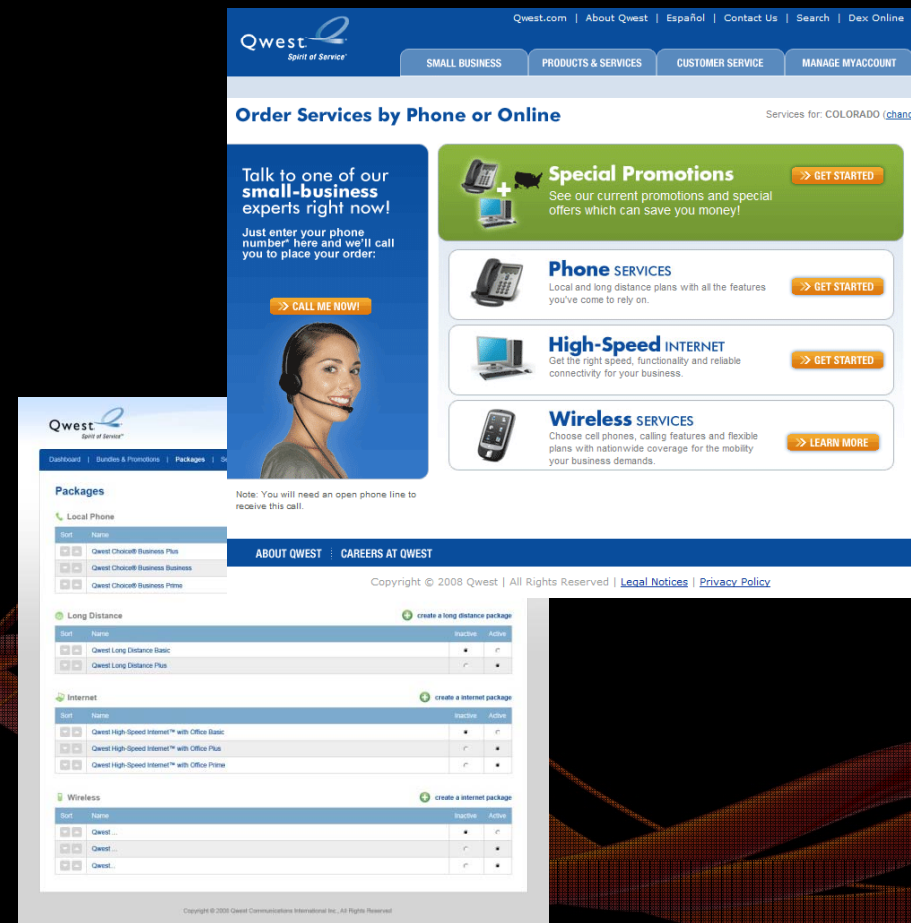 Qwest.com | About Qwest | Español | Contact Us | Search | Dex Online
Qwest
Spirit of Service
SMALL BUSINESS
PRODUCTS & SERVICES
CUSTOMER SERVICE
MANAGE MYACCOUNT
Order Services by Phone or Online
Services for: COLORADO
Talk to one of our
small-business
experts right now!
Just enter your phone
number* here and we'll call
you to place your order:
>> CALL ME NOW!
Note: You will need an open phone line to
receive this call.
Special Promotions
See our current promotions and special
offers which can save you money!
>> GET STARTED
Phone SERVICES
Local and long distance plans with all the features
you've come to rely on.
>> GET STARTED
High-Speed INTERNET
Get the right speed, functionality and reliable
connectivity for your business.
>> GET STARTED
Wireless SERVICES
Choose cell phones, calling features and flexible
plans with nationwide coverage for the mobility
your business demands.
>> LEARN MORE
ABOUT QWEST CAREERS AT QWEST
Copyright © 2008 Qwest | All Rights Reserved | Legal Notices | Privacy Policy
Qwest
Spirit of Service
Dashboard | Bundles & Promotions | Packages |
Packages
Local Phone
Sort Name
Qwest Choice® Business Plus
Qwest Choice® Business Business
Qwest Choice® Business Prime
Long Distance
create a long distance package
Sort Name Inactive Active
Qwest Long Distance Basic
Qwest Long Distance Plus
Internet
create a internet package
Sort Name Inactive Active
Qwest High-Speed Internet™ with Office Basic
Qwest High-Speed Internet™ with Office Plus
Qwest High-Speed Internet™ with Office Prime
Wireless
create a internet package
Sort Name Inactive Active
Qwest ...
Qwest ...
Qwest...
Copyright © 2000 Qwest Communications International Inc., All Rights Reserved